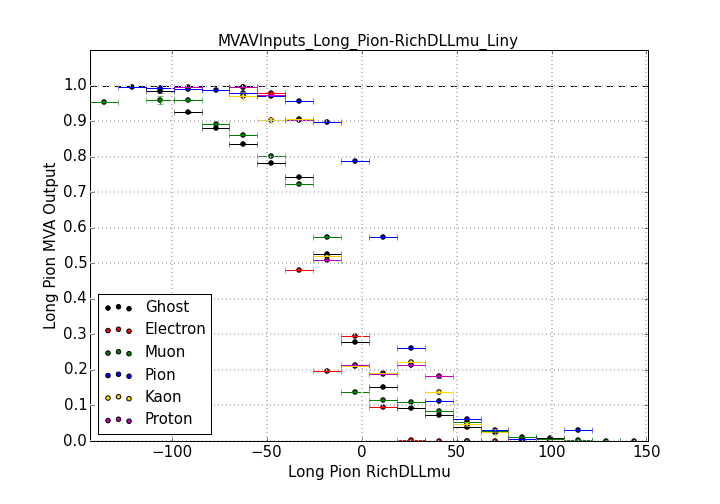 MVAVInputs_Long_Pion-RichDLLmu_Liny
1.0
0.9
0.8
0.7
0.6
0.5
0.4
0.3
0.2
0.1
0.0
Long Pion MVA Output
Ghost
Electron
Muon
Pion
Kaon
Proton
−100 −50 0 50 100 150
Long Pion RichDLLmu